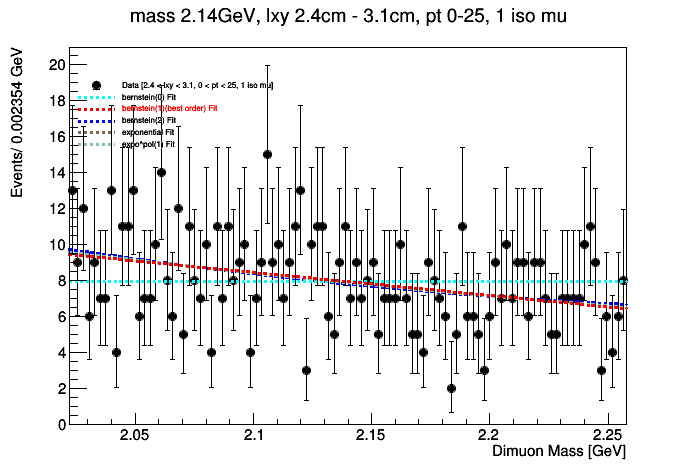 mass 2.14GeV, lxy 2.4cm - 3.1cm, pt 0-25, 1 iso mu
Events/ 0.002354 GeV
20
18
16
14
12
10
8
6
4
2
0
Data [2.4 < lxy < 3.1, 0 < pt < 25, 1 iso mu]
bernstein(0) Fit
bernstein(1)(best order) Fit
bernstein(2) Fit
exponential Fit
expo*pol(1) Fit
2.05
2.1
2.15
2.2
2.25
Dimuon Mass [GeV]